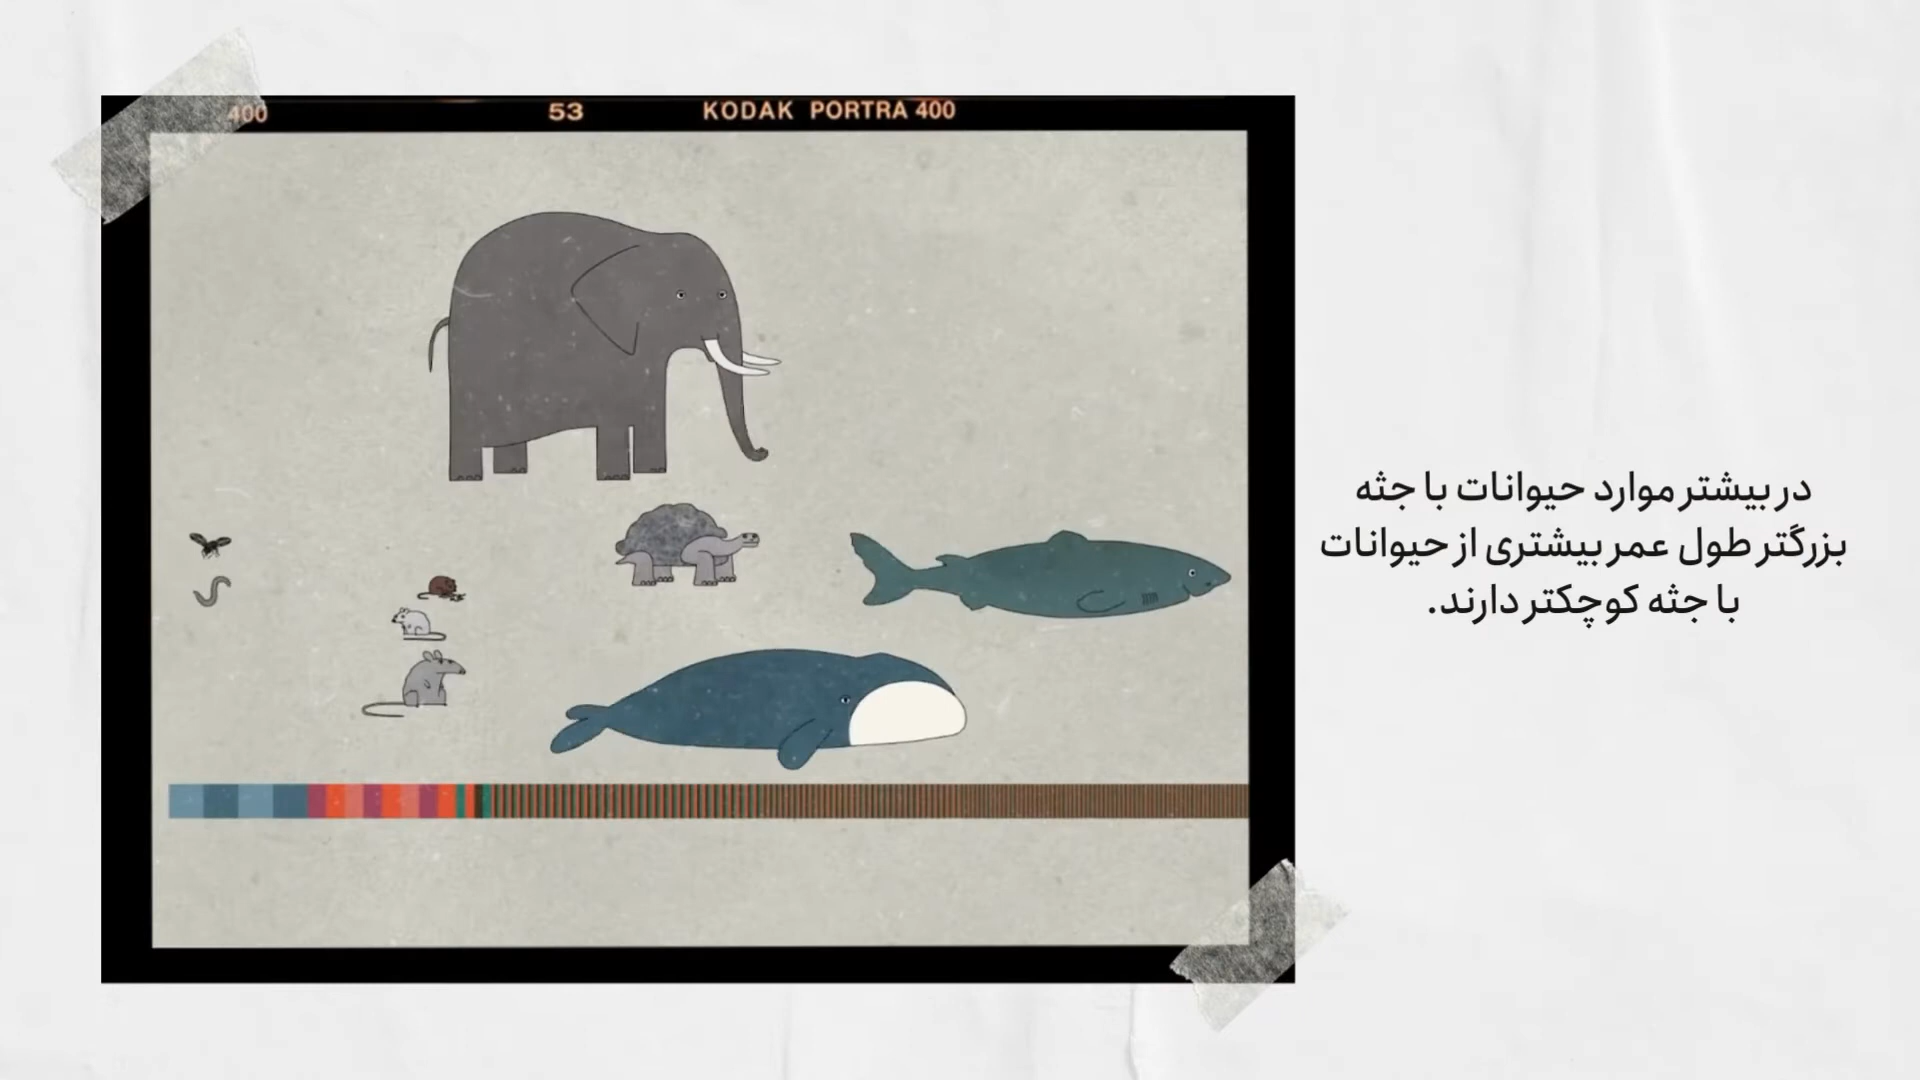 400 53 KODAK PORTRA 400
در بیشتر موارد حیوانات با جثه
بزرگتر طول عمر بیشتری از حیوانات
با جثه کوچکتر دارند.